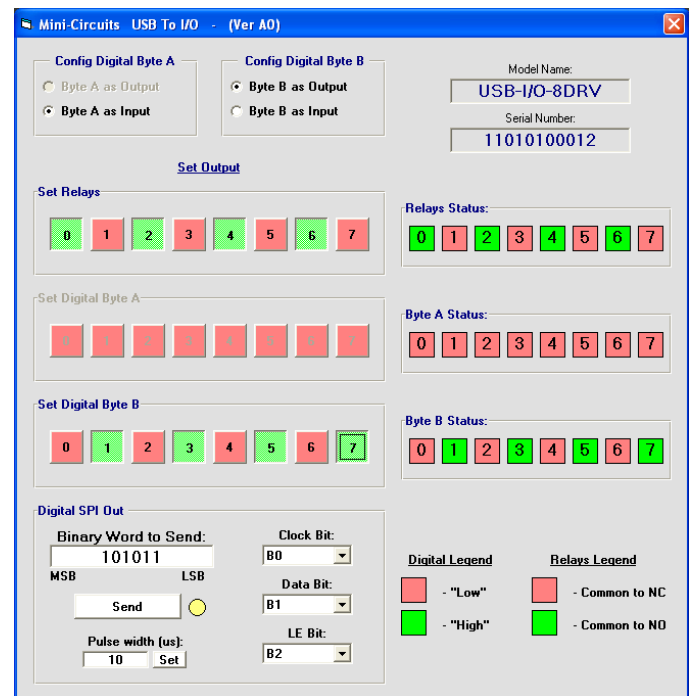 Mini-Circuits USB To I/O - (Ver A0)
Config Digital Byte A
Byte A as Output
Byte A as Input
Config Digital Byte B
Byte B as Output
Byte B as Input
Model Name:
USB-I/O-8DRV
Serial Number:
11010100012
Set Output
Set Relays
0 1 2 3 4 5 6 7
Relays Status:
0 1 2 3 4 5 6 7
Set Digital Byte A
0 1 2 3 4 5 6 7
Byte A Status:
0 1 2 3 4 5 6 7
Set Digital Byte B
0 1 2 3 4 5 6 7
Byte B Status:
0 1 2 3 4 5 6 7
Digital SPI Out
Binary Word to Send:
101011
MSB LSB
Send
Pulse width (us):
10 Set
Clock Bit:
B0
Data Bit:
B1
LE Bit:
B2
Digital Legend
- "Low"
- "High"
Relays Legend
- Common to NC
- Common to NO